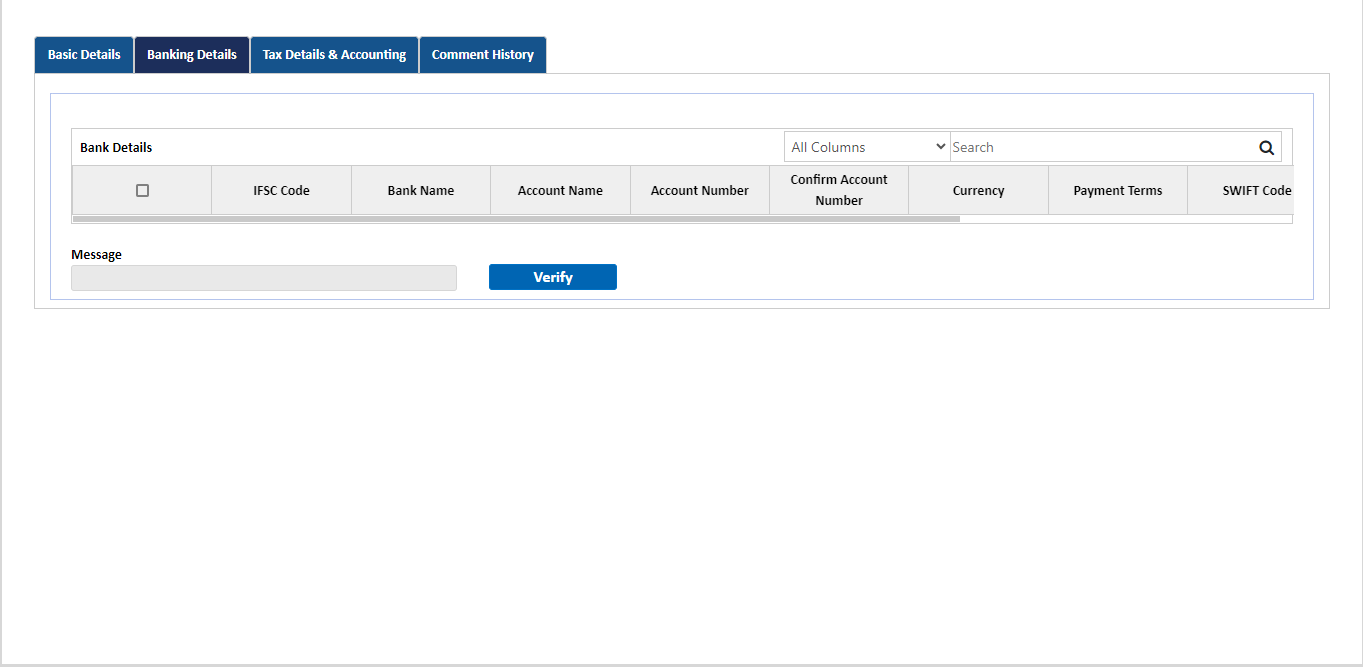 Basic Details Banking Details Tax Details & Accounting Comment History
Bank Details All Columns Search
IFSC Code Bank Name Account Name Account Number Confirm Account Number Currency Payment Terms SWIFT Code
Message
Verify